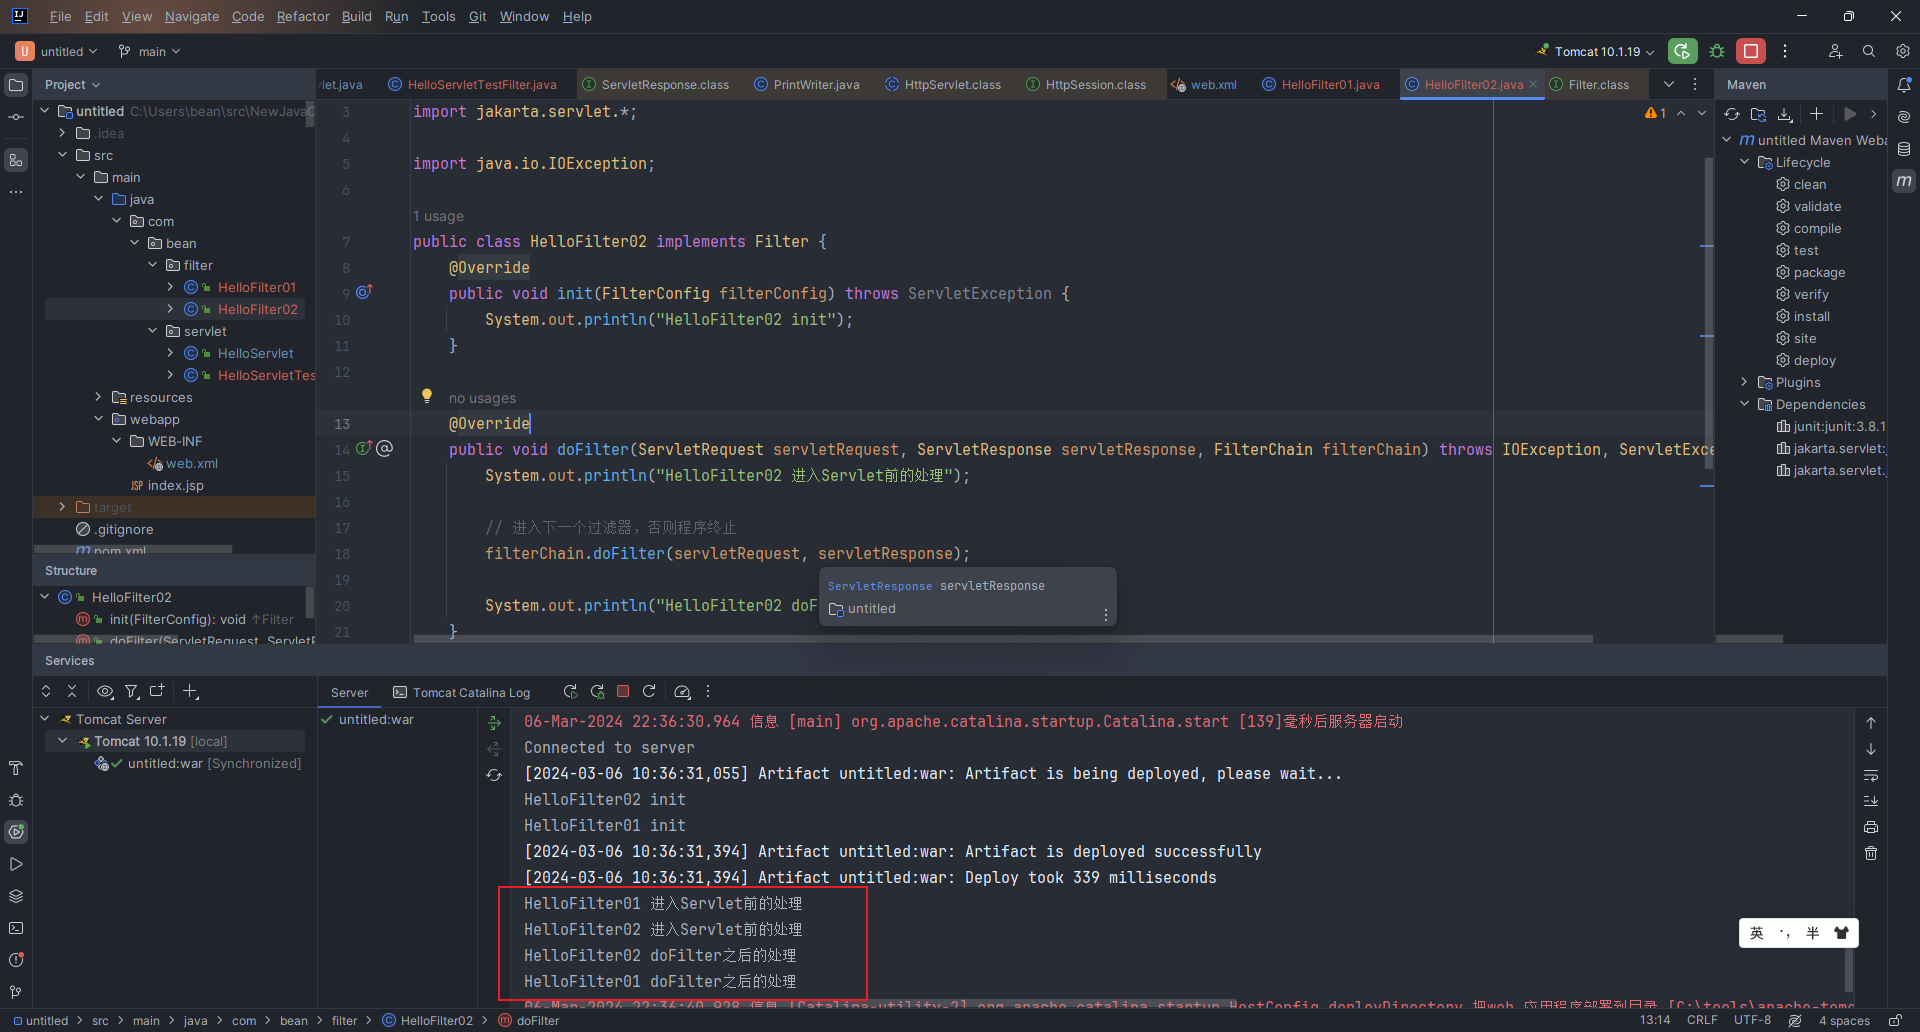 File Edit View Navigate Code Refactor Build Run Tools Git Window Help
U untitled main Tomcat 10.1.19
Project
let.java HelloServletTestFilter.java ServletResponse.class PrintWriter.java HttpServlet.class HttpSession.class web.xml HelloFilter01.java HelloFilter02.java Filter.class
Maven
untitled C:\Users\bean\src\NewJavaC
.idea
src
main
java
com
bean
filter
HelloFilter01
HelloFilter02
servlet
HelloServlet
HelloServletTes
resources
webapp
WEB-INF
web.xml
JSP index.jsp
target
.gitignore
m pom.xml
Structure
HelloFilter02
init(FilterConfig): void ↑Filter
doFilter(ServletRequest, ServletF
3 import jakarta.servlet.*;
1
4
5 import java.io.IOException;
6
1 usage
7 public class HelloFilter02 implements Filter {
8 @Override
9 public void init(FilterConfig filterConfig) throws ServletException {
10 System.out.println("HelloFilter02 init");
11 }
12
no usages
13 @Override
14 public void doFilter(ServletRequest servletRequest, ServletResponse servletResponse, FilterChain filterChain) throws IOException, ServletExce
15 System.out.println("HelloFilter02 进入Servlet前的处理");
16
17 // 进入下一个过滤器，否则程序终止
18 filterChain.doFilter(servletRequest, servletResponse);
19
20 System.out.println("HelloFilter02 doF
21 }
ServletResponse servletResponse
untitled
m untitled Maven Weba
Lifecycle
clean
validate
compile
test
package
verify
install
site
deploy
Plugins
Dependencies
junit:junit:3.8.1
jakarta.servlet:
jakarta.servlet.
m
Services
Server Tomcat Catalina Log
Tomcat Server
Tomcat 10.1.19 [local]
untitled:war [Synchronized]
untitled:war
06-Mar-2024 22:36:30.964 信息 [main] org.apache.catalina.startup.Catalina.start [139]毫秒后服务器启动
Connected to server
[2024-03-06 10:36:31,055] Artifact untitled:war: Artifact is being deployed, please wait...
HelloFilter02 init
HelloFilter01 init
[2024-03-06 10:36:31,394] Artifact untitled:war: Artifact is deployed successfully
[2024-03-06 10:36:31,394] Artifact untitled:war: Deploy took 339 milliseconds
HelloFilter01 进入Servlet前的处理
HelloFilter02 进入Servlet前的处理
HelloFilter02 doFilter之后的处理
HelloFilter01 doFilter之后的处理
06-Mar-2024 22:36:40.928 信息 [Catalina-utility-2] org.apache.catalina.startup.HostConfig.deployDirectory 把web 应用程序部署到目录 [C:\tools\apache-tomc
英 ·, 半
untitled > src > main > java > com > bean > filter > HelloFilter02 > doFilter
13:14 CRLF UTF-8 4 spaces